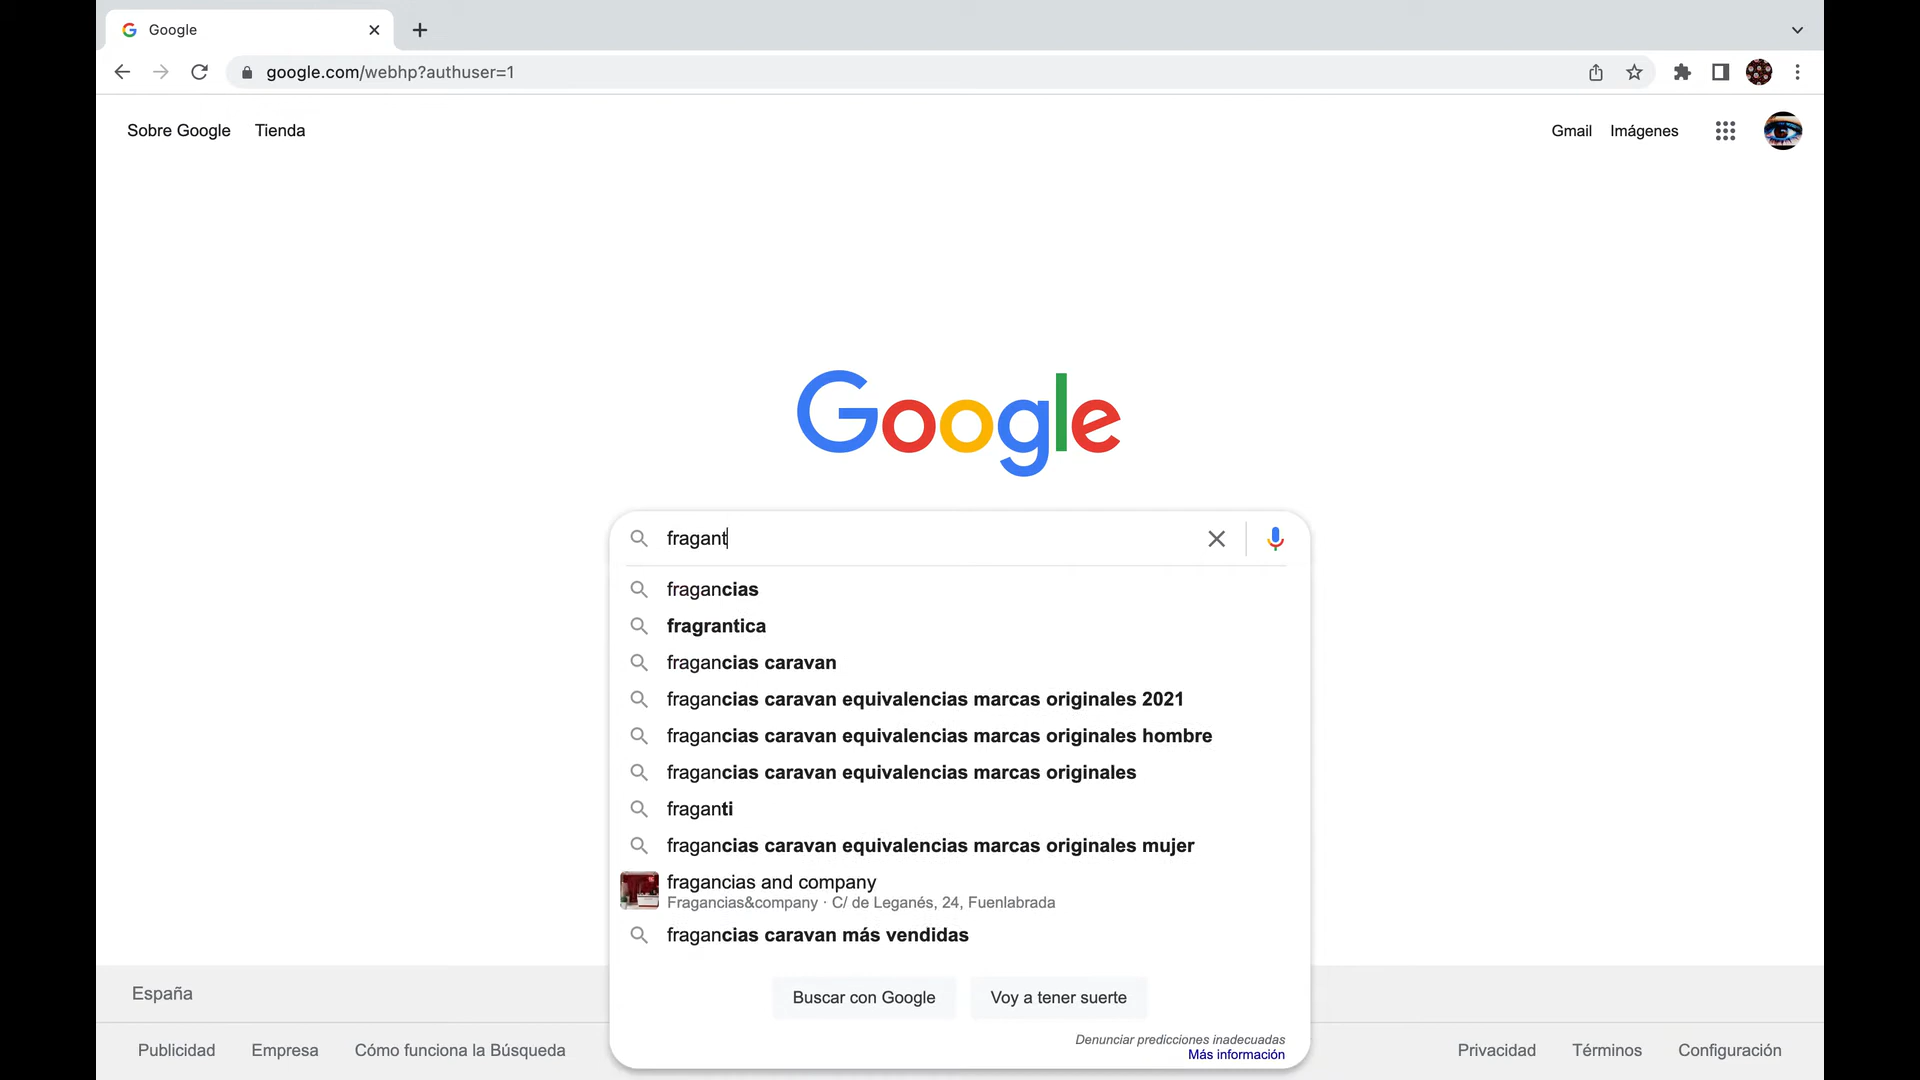 Google
google.com/webhp?authuser=1
Sobre Google Tienda
Gmail Imágenes
Google
fragant
fragancias
fragrantica
fragancias caravan
fragancias caravan equivalencias marcas originales 2021
fragancias caravan equivalencias marcas originales hombre
fragancias caravan equivalencias marcas originales
fraganti
fragancias caravan equivalencias marcas originales mujer
fragancias and company
Fragancias&company · C/ de Leganés, 24, Fuenlabrada
fragancias caravan más vendidas
Buscar con Google Voy a tener suerte
Denunciar predicciones inadecuadas
Más información
España
Publicidad Empresa Cómo funciona la Búsqueda
Privacidad Términos Configuración